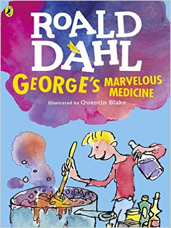 ROALD
DAHL
GEORGE'S MARVELOUS
MEDICINE
Illustrated by Quentin Blake